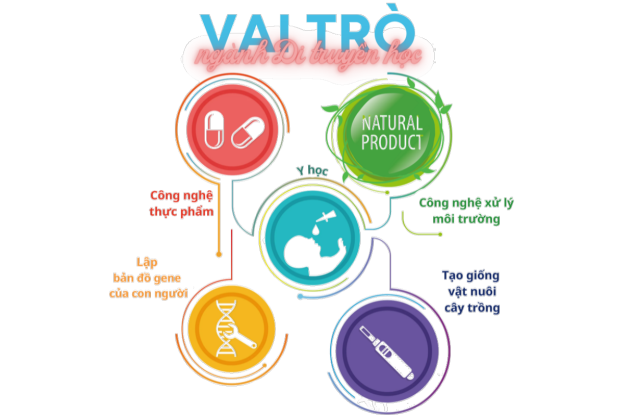 VAI TRÒ
ngành Di truyền học
NATURAL
PRODUCT
Y học
Công nghệ
thực phẩm
Công nghệ xử lý
môi trường
Lập
bản đồ gene
của con người
Tạo giống
vật nuôi
cây trồng